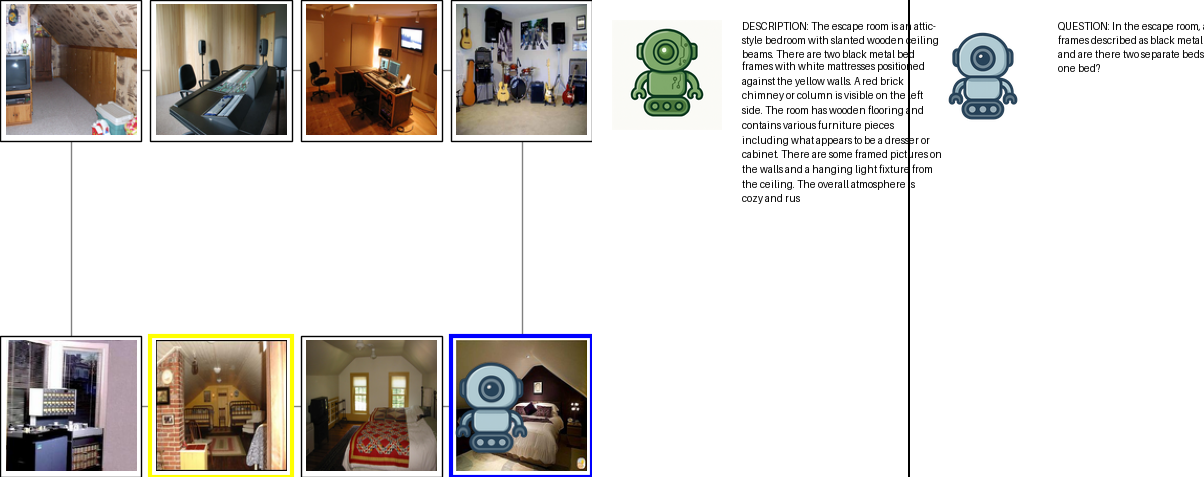 DESCRIPTION: The escape room is an attic-
style bedroom with slanted wooden ceiling
beams. There are two black metal bed
frames with white mattresses positioned
against the yellow walls. A red brick
chimney or column is visible on the left
side. The room has wooden flooring and
contains various furniture pieces
including what appears to be a dresser or
cabinet. There are some framed pictures on
the walls and a hanging light fixture from
the ceiling. The overall atmosphere is
cozy and rus
QUESTION: In the escape room,
frames described as black metal
and are there two separate beds
one bed?